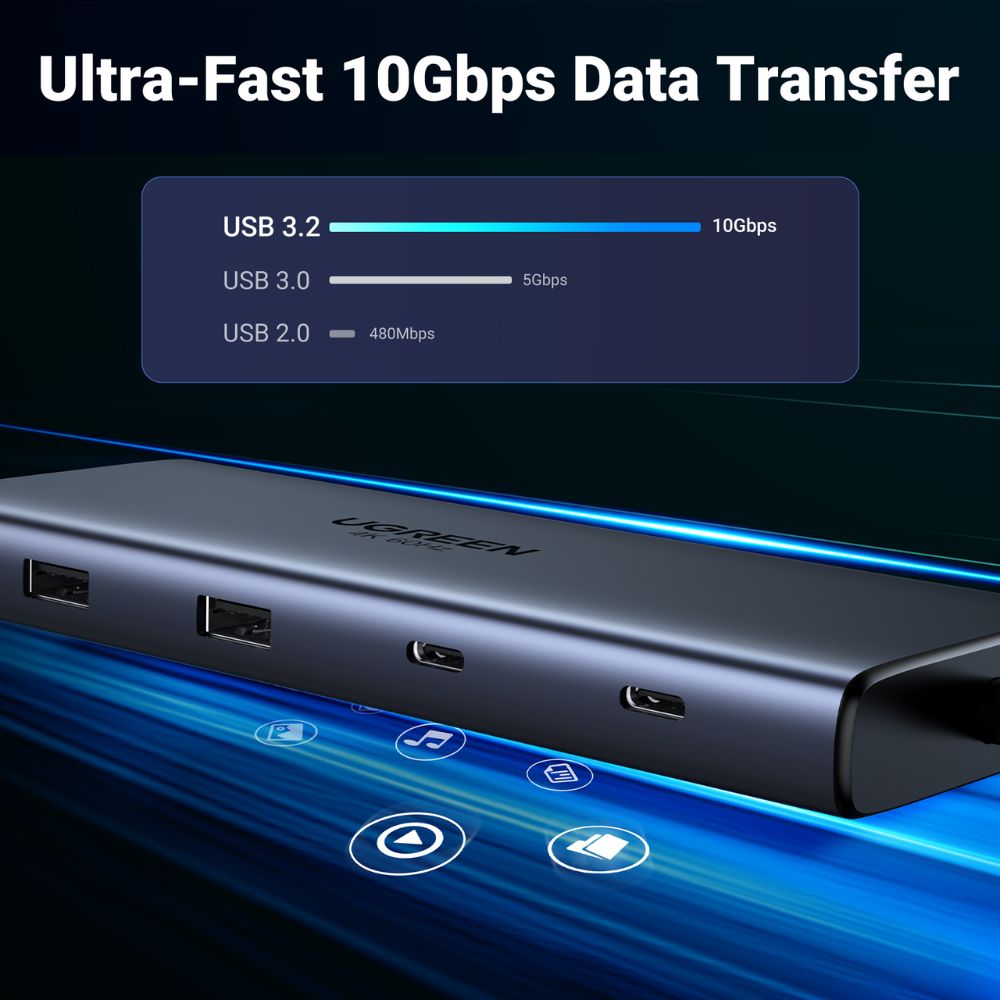 Ultra-Fast 10Gbps Data Transfer
USB 3.2 10Gbps
USB 3.0 5Gbps
USB 2.0 480Mbps
UGREEN
4K 60Hz